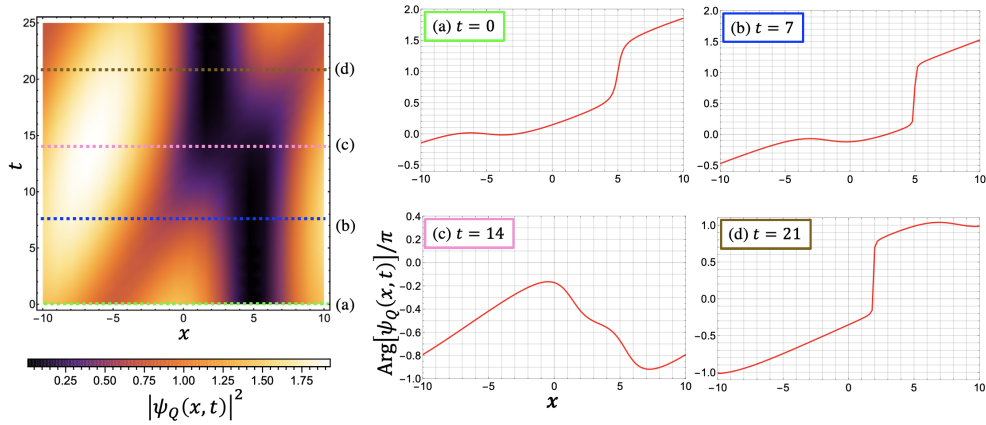 25
20
15
10
5
0
t
−10 −5 0 5 10
x
(d)
(c)
(b)
(a)
0.25 0.50 0.75 1.00 1.25 1.50 1.75
|ψ_Q(x, t)|²
(a) t = 0
2.0
1.5
1.0
0.5
0.0
−0.5
−10 −5 0 5 10
(b) t = 7
2.0
1.5
1.0
0.5
0.0
−0.5
−10 −5 0 5 10
Arg[ψ_Q(x, t)]/π
(c) t = 14
0.4
0.2
0.0
−0.2
−0.4
−0.6
−0.8
−1.0
−10 −5 0 5 10
x
(d) t = 21
1.0
0.5
0.0
−0.5
−1.0
−10 −5 0 5 10